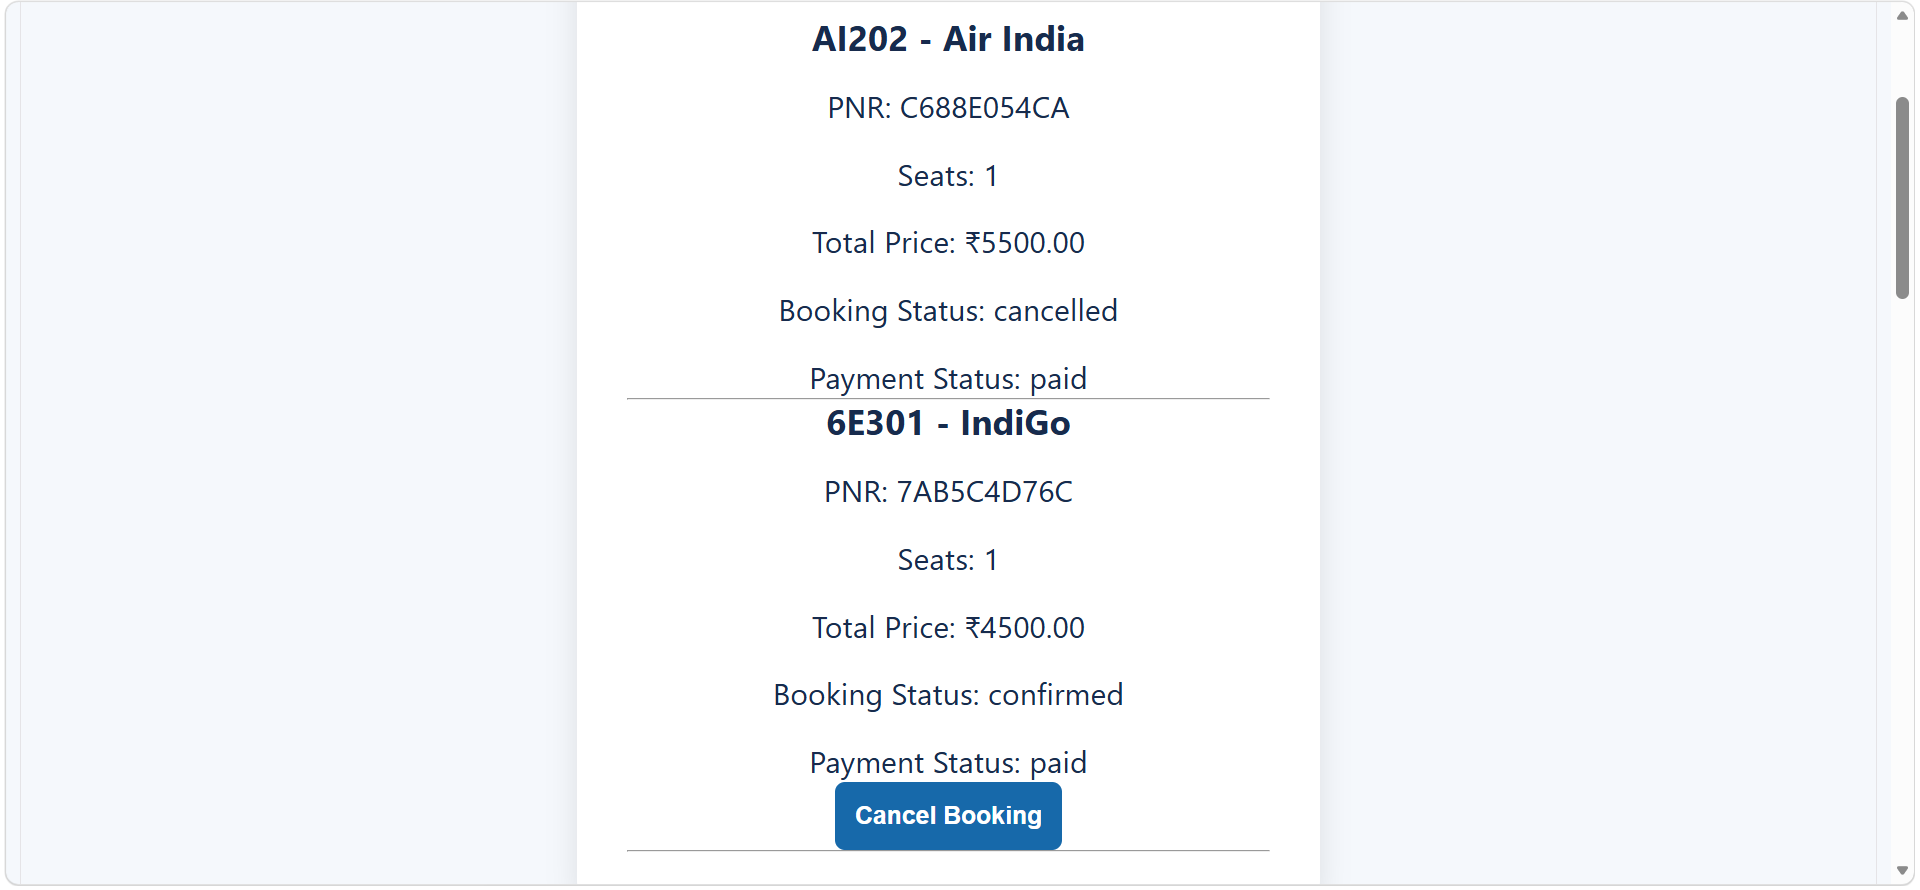 AI202 - Air India
PNR: C688E054CA
Seats: 1
Total Price: ₹5500.00
Booking Status: cancelled
Payment Status: paid
6E301 - IndiGo
PNR: 7AB5C4D76C
Seats: 1
Total Price: ₹4500.00
Booking Status: confirmed
Payment Status: paid
Cancel Booking